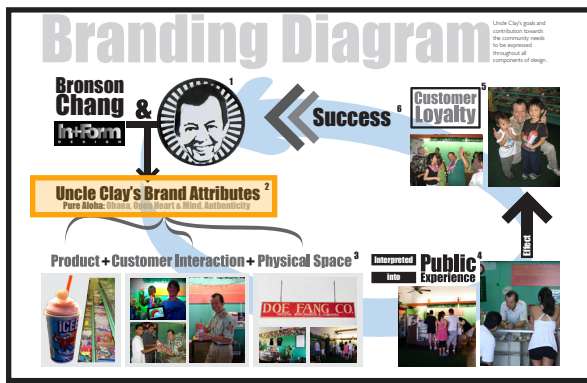 Branding Diagram
Uncle Clay's goals and
contribution towards
the community needs
to be expressed
throughout all
components of design.
Bronson
Chang
&
In+Form
DESIGN
1
Success
6
Customer
Loyalty
5
Uncle Clay's Brand Attributes 2
Pure Aloha: Ohana, Open Heart & Mind, Authenticity
Product + Customer Interaction + Physical Space 3
Interpreted
into
Public
Experience
4
Effect
ICEE
DOE FANG CO.